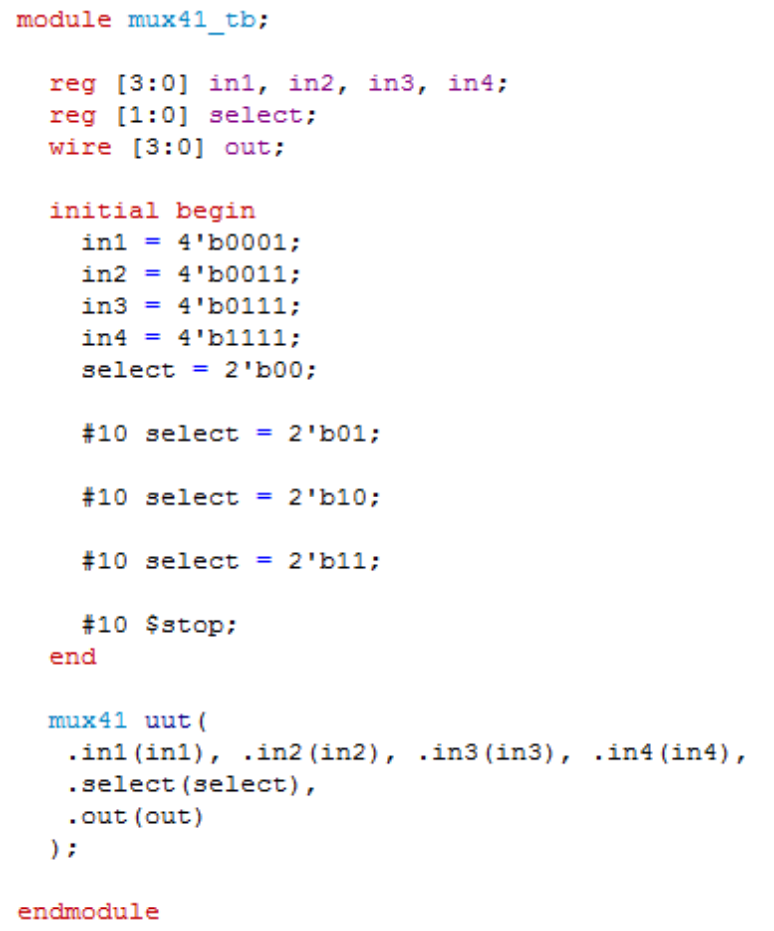 module mux41_tb;
reg [3:0] in1, in2, in3, in4;
reg [1:0] select;
wire [3:0] out;
initial begin
in1 = 4'b0001;
in2 = 4'b0011;
in3 = 4'b0111;
in4 = 4'b1111;
select = 2'b00;
#10 select = 2'b01;
#10 select = 2'b10;
#10 select = 2'b11;
#10 $stop;
end
mux41 uut(
.in1(in1), .in2(in2), .in3(in3), .in4(in4),
.select(select),
.out(out)
);
endmodule